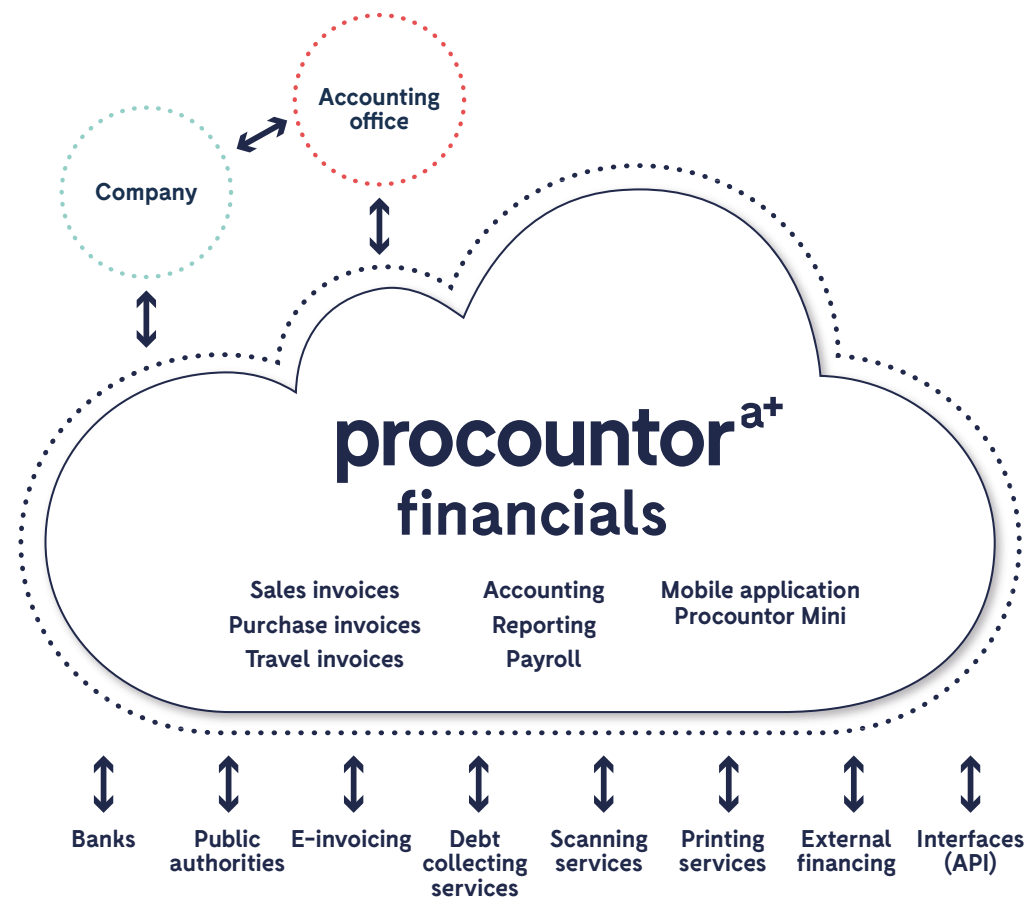 Accounting
office
Company
procountor a+
financials
Sales invoices
Purchase invoices
Travel invoices
Accounting
Reporting
Payroll
Mobile application
Procountor Mini
Banks
Public
authorities
E-invoicing
Debt
collecting
services
Scanning
services
Printing
services
External
financing
Interfaces
(API)